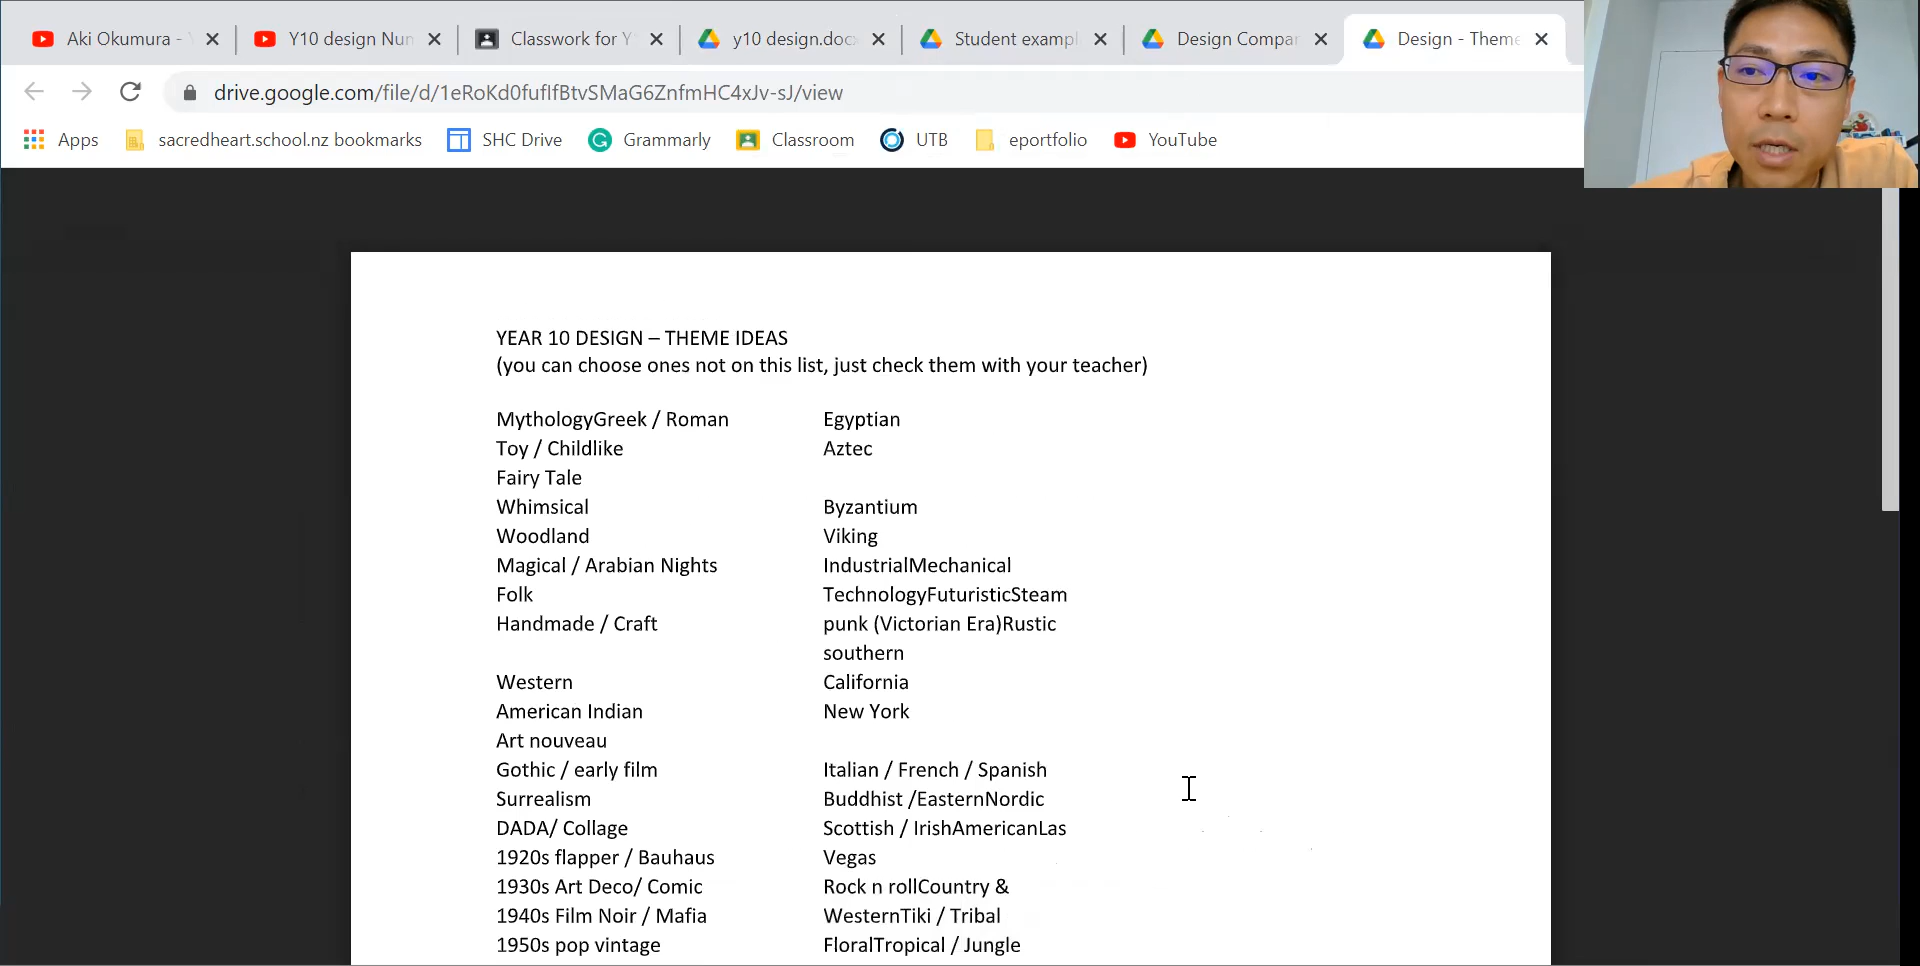 Aki Okumura -
Y10 design Nun
Classwork for Y
y10 design.docx
Student exampl
Design Compar
Design - Theme
drive.google.com/file/d/1eRoKd0fufIfBtvSMaG6ZnfmHC4xJv-sJ/view
Apps
sacredheart.school.nz bookmarks
SHC Drive
Grammarly
Classroom
UTB
eportfolio
YouTube
YEAR 10 DESIGN – THEME IDEAS
(you can choose ones not on this list, just check them with your teacher)
MythologyGreek / Roman
Toy / Childlike
Fairy Tale
Whimsical
Woodland
Magical / Arabian Nights
Folk
Handmade / Craft
Western
American Indian
Art nouveau
Gothic / early film
Surrealism
DADA/ Collage
1920s flapper / Bauhaus
1930s Art Deco/ Comic
1940s Film Noir / Mafia
1950s pop vintage
Egyptian
Aztec
Byzantium
Viking
IndustrialMechanical
TechnologyFuturisticSteam
punk (Victorian Era)Rustic
southern
California
New York
Italian / French / Spanish
Buddhist /EasternNordic
Scottish / IrishAmericanLas
Vegas
Rock n rollCountry &
WesternTiki / Tribal
FloralTropical / Jungle